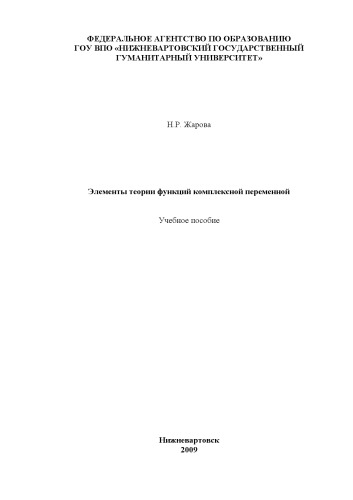 ФЕДЕРАЛЬНОЕ АГЕНТСТВО ПО ОБРАЗОВАНИЮ
ГОУ ВПО «НИЖНЕВАРТОВСКИЙ ГОСУДАРСТВЕННЫЙ
ГУМАНИТАРНЫЙ УНИВЕРСИТЕТ»
Н.Р. Жарова
Элементы теории функций комплексной переменной
Учебное пособие
Нижневартовск
2009